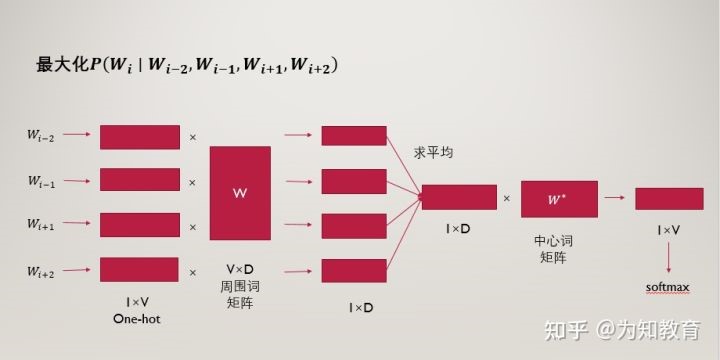 最大化P(W_{i} | W_{i-2},W_{i-1},W_{i+1},W_{i+2})
W_{i-2}
×
求平均
W_{i-1}
×
W
×
W*
W_{i+1}
×
1×D
中心词
矩阵
1×V
W_{i+2}
×
V×D
周围词
矩阵
softmax
1×V
One-hot
1×D
知乎 @为知教育